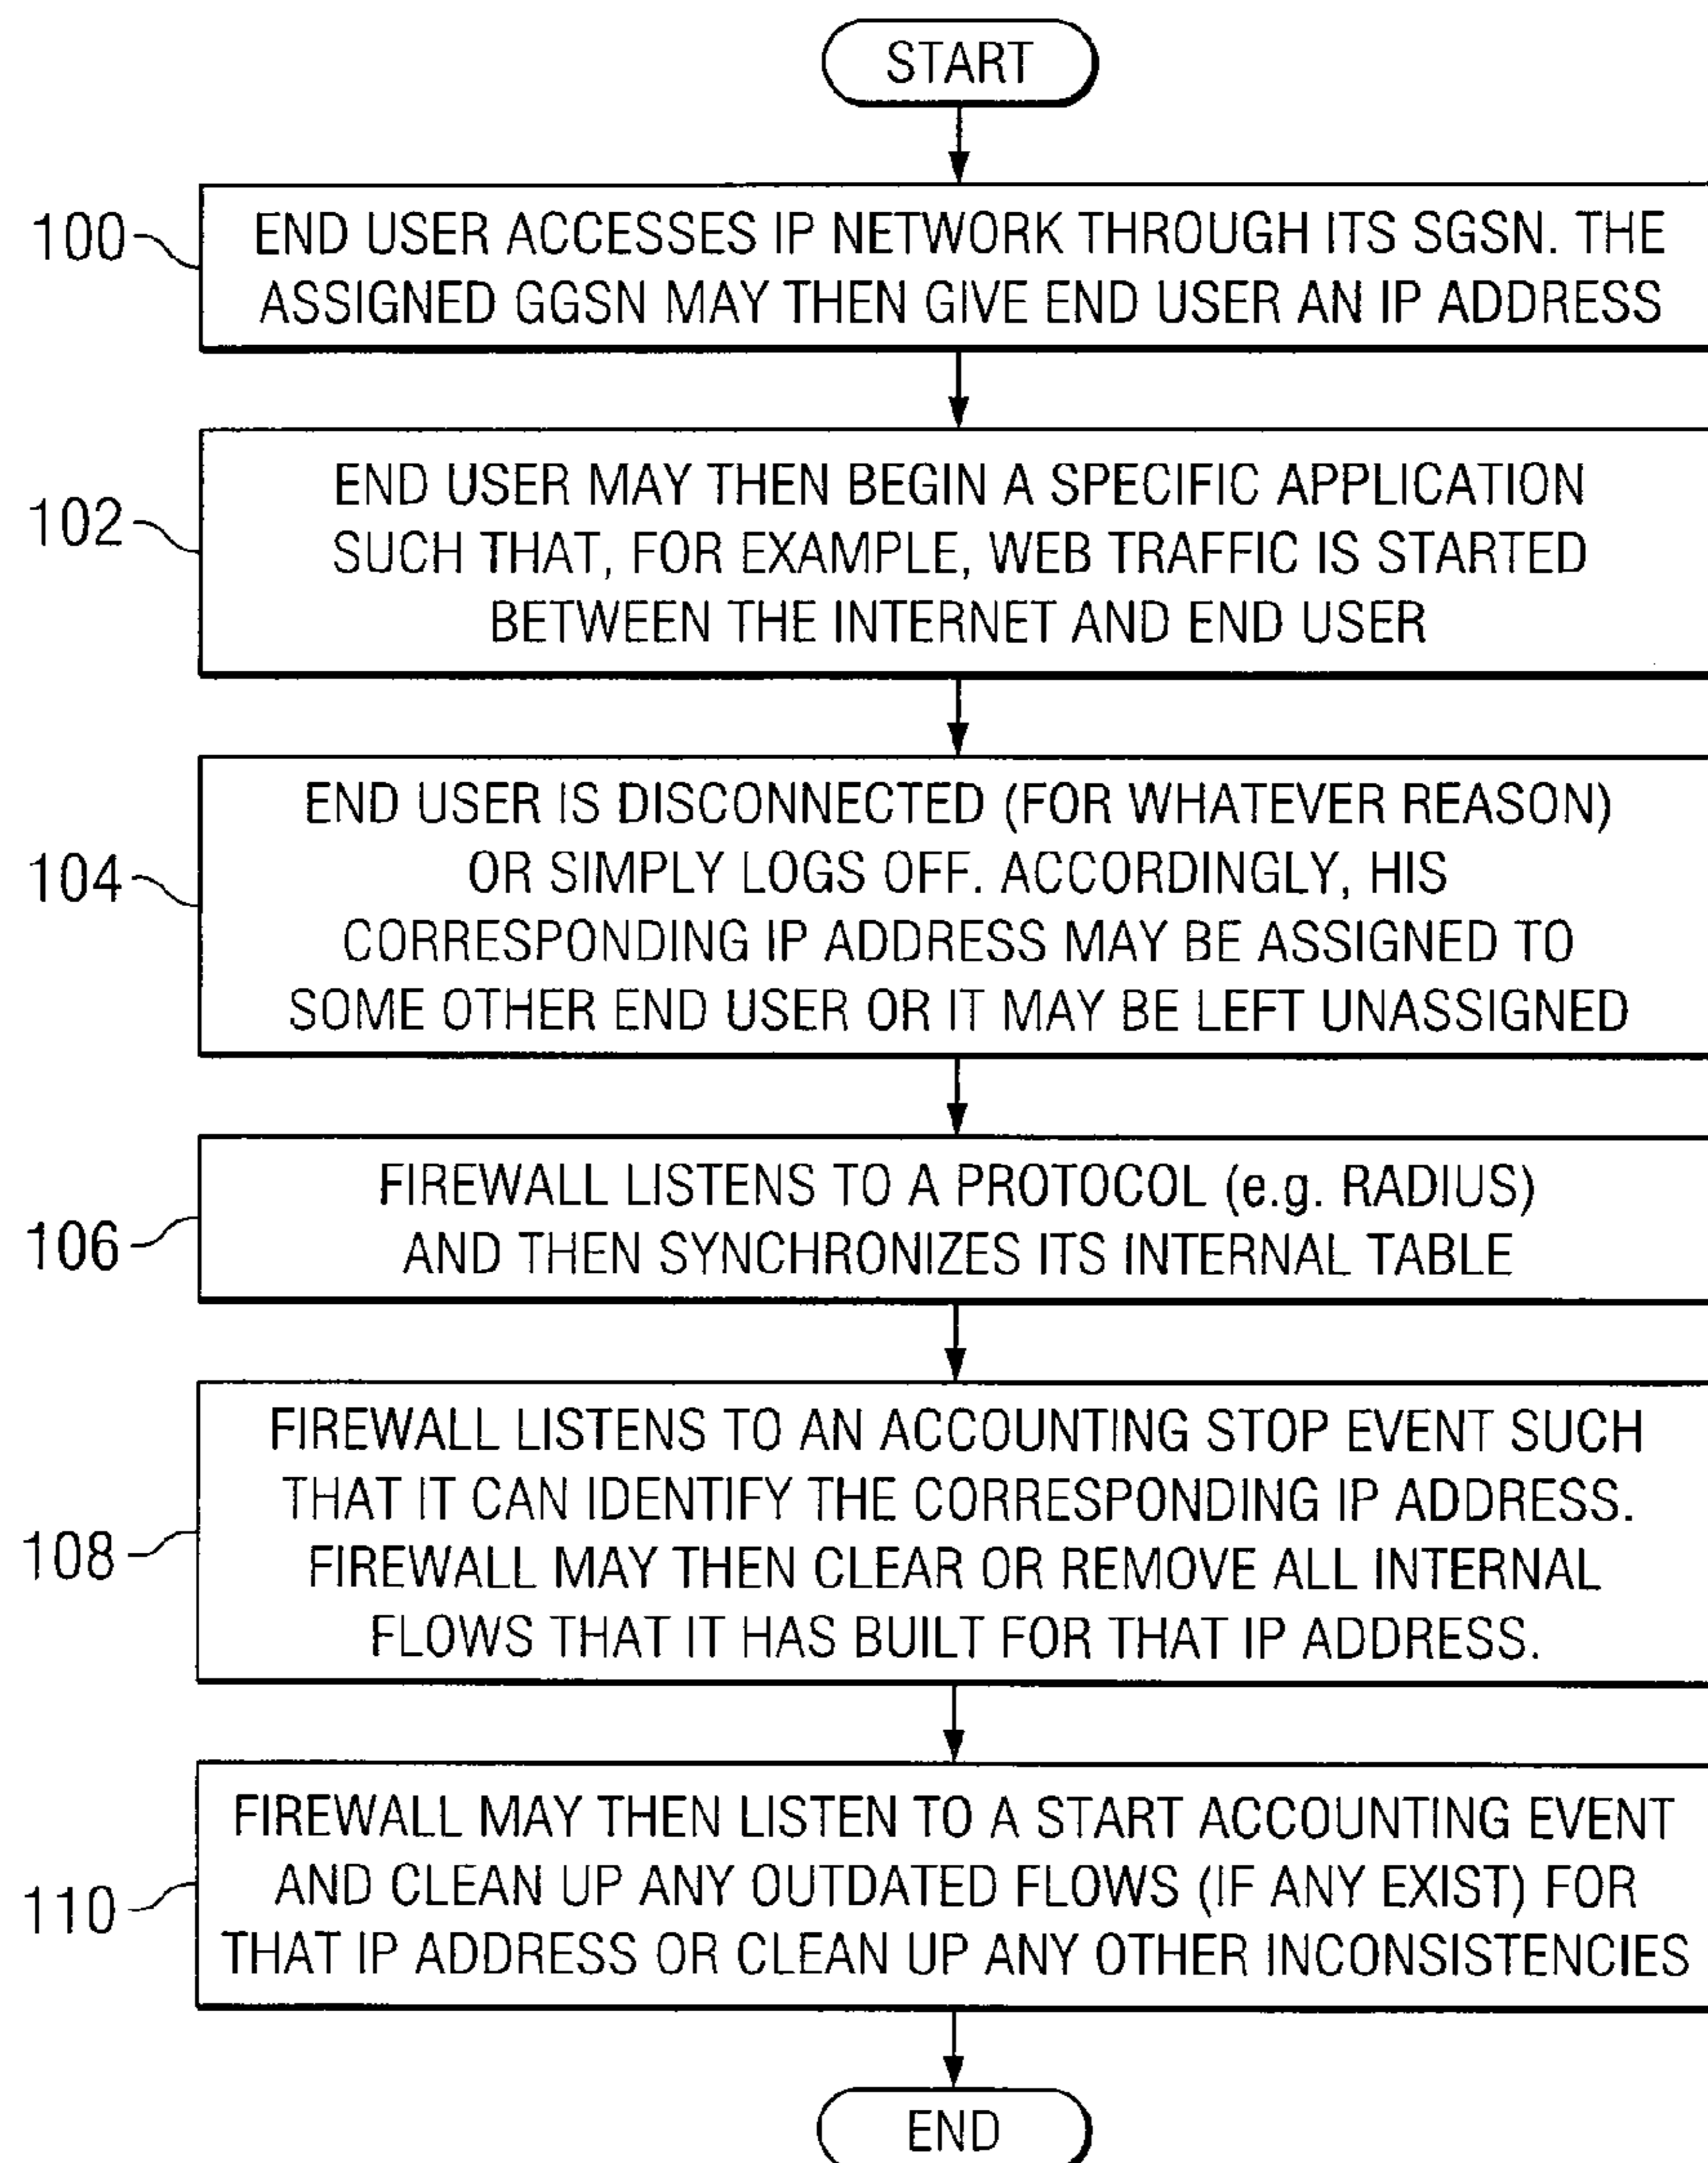 START
100
END USER ACCESSES IP NETWORK THROUGH ITS SGSN. THE
ASSIGNED GGSN MAY THEN GIVE END USER AN IP ADDRESS
102
END USER MAY THEN BEGIN A SPECIFIC APPLICATION
SUCH THAT, FOR EXAMPLE, WEB TRAFFIC IS STARTED
BETWEEN THE INTERNET AND END USER
104
END USER IS DISCONNECTED (FOR WHATEVER REASON)
OR SIMPLY LOGS OFF. ACCORDINGLY, HIS
CORRESPONDING IP ADDRESS MAY BE ASSIGNED TO
SOME OTHER END USER OR IT MAY BE LEFT UNASSIGNED
106
FIREWALL LISTENS TO A PROTOCOL (e.g. RADIUS)
AND THEN SYNCHRONIZES ITS INTERNAL TABLE
108
FIREWALL LISTENS TO AN ACCOUNTING STOP EVENT SUCH
THAT IT CAN IDENTIFY THE CORRESPONDING IP ADDRESS.
FIREWALL MAY THEN CLEAR OR REMOVE ALL INTERNAL
FLOWS THAT IT HAS BUILT FOR THAT IP ADDRESS.
110
FIREWALL MAY THEN LISTEN TO A START ACCOUNTING EVENT
AND CLEAN UP ANY OUTDATED FLOWS (IF ANY EXIST) FOR
THAT IP ADDRESS OR CLEAN UP ANY OTHER INCONSISTENCIES
END